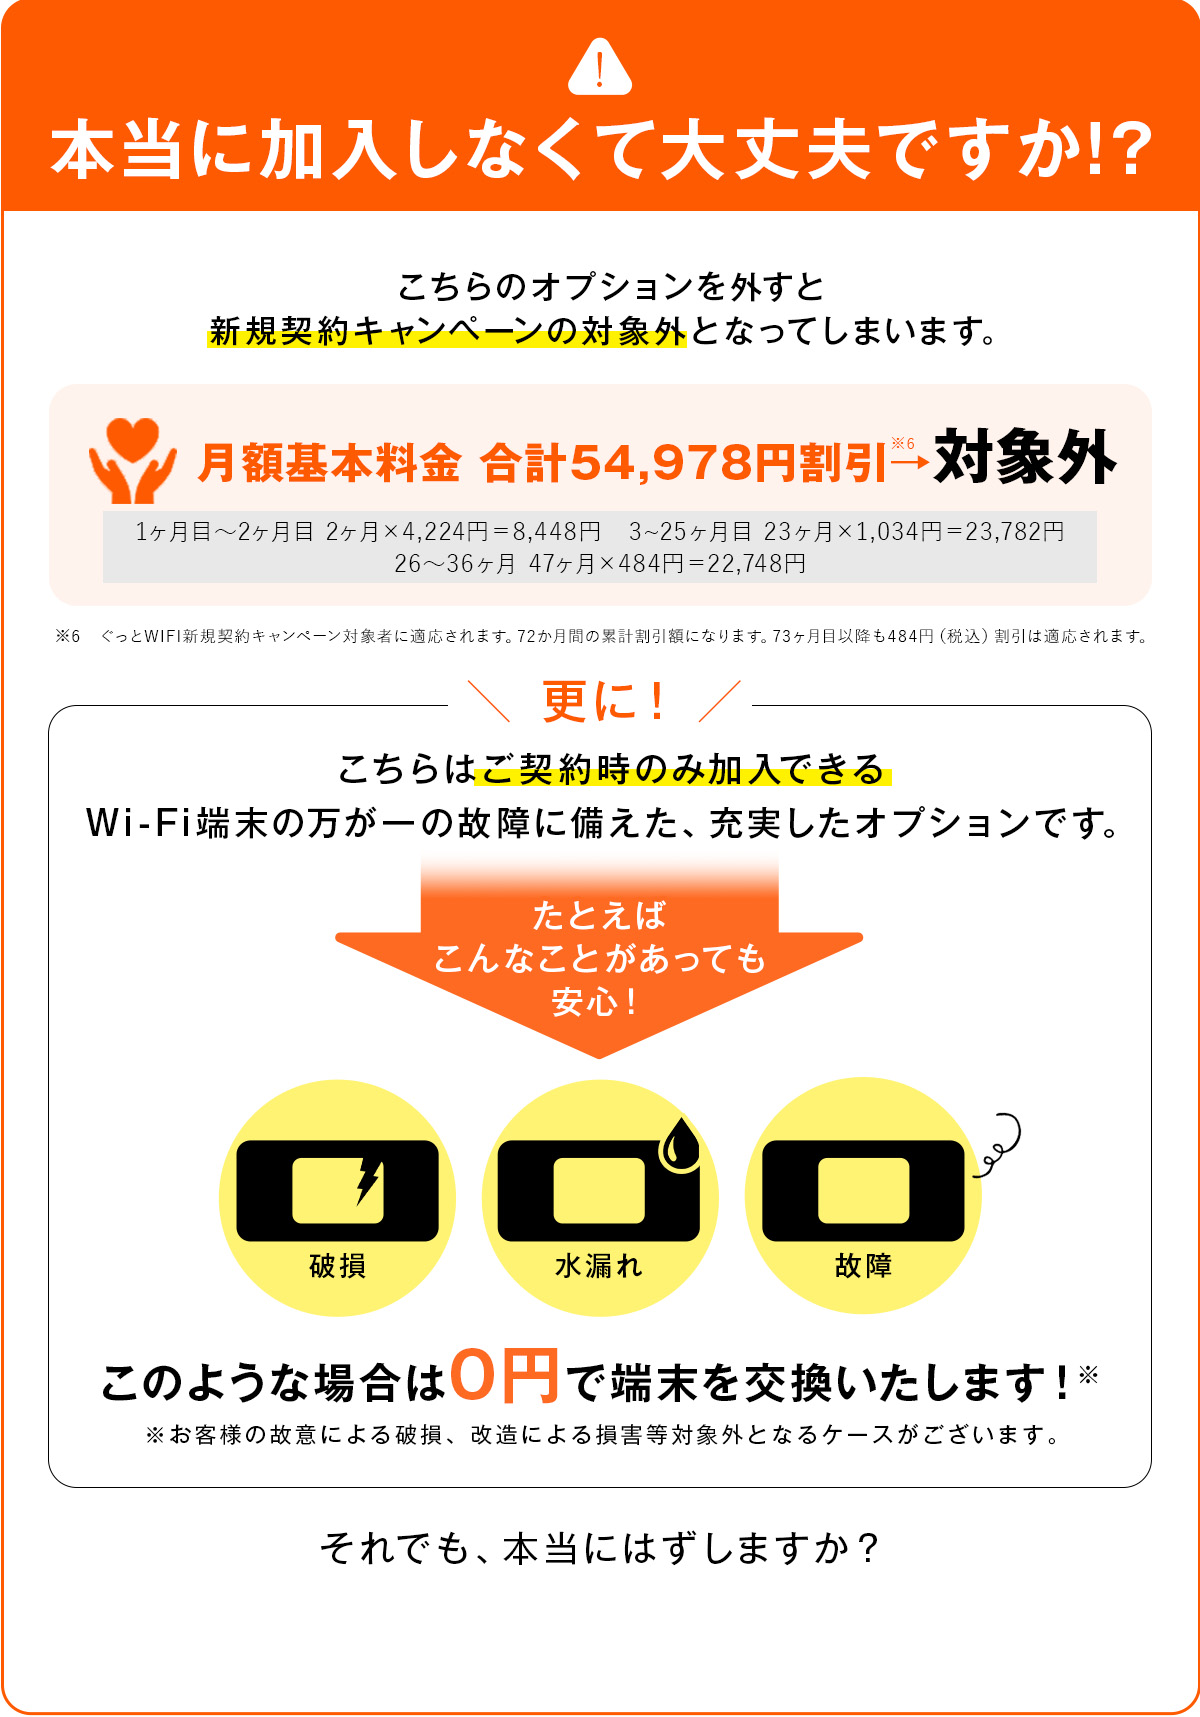 本当に加入しなくて大丈夫ですか!?
こちらのオプションを外すと
新規契約キャンペーンの対象外となってしまいます。
月額基本料金 合計54,978円割引※6→対象外
1ヶ月目〜2ヶ月目 2ヶ月×4,224円=8,448円 3~25ヶ月目 23ヶ月×1,034円=23,782円
26〜36ヶ月 47ヶ月×484円=22,748円
※6 ぐっとWIFI新規契約キャンペーン対象者に適応されます。72か月間の累計割引額になります。73ヶ月目以降も484円(税込)割引は適応されます。
更に!
こちらはご契約時のみ加入できる
Wi-Fi端末の万が一の故障に備えた、充実したオプションです。
たとえば
こんなことがあっても
安心!
破損
水漏れ
故障
このような場合は0円で端末を交換いたします!※
※お客様の故意による破損、改造による損害等対象外となるケースがございます。
それでも、本当にはずしますか?